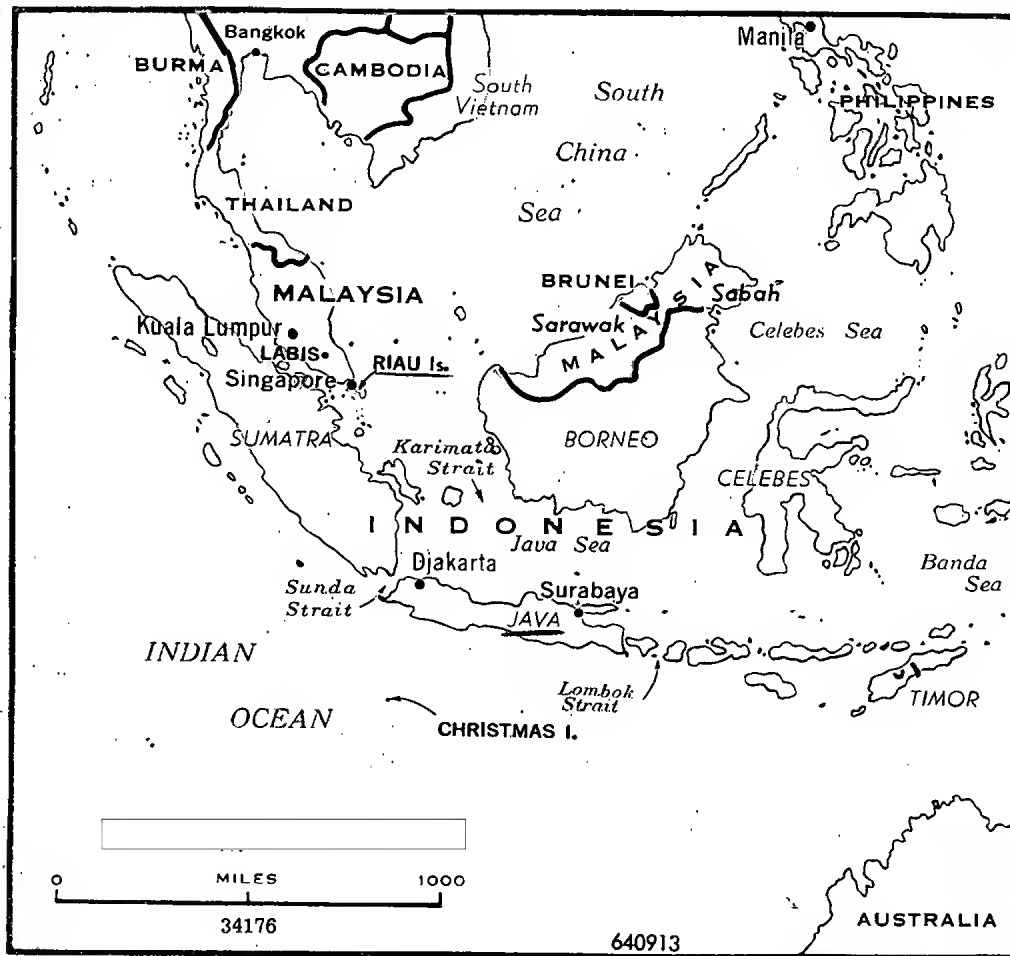 Bangkok
BURMA
CAMBODIA
South
Vietnam
South
China
Sea
Manila
PHILIPPINES
THAILAND
MALAYSIA
Kuala Lumpur
LABIS
Singapore
RIAU Is.
BRUNEI
Sabah
Sarawak
MALAYSIA
Celebes Sea
SUMATRA
Karimata
Strait
BORNEO
CELEBES
INDONESIA
Java Sea
Djakarta
Sunda
Strait
Surabaya
JAVA
Banda
Sea
INDIAN
OCEAN
Lombok
Strait
TIMOR
CHRISTMAS I.
0 MILES 1000
34176
640913
AUSTRALIA